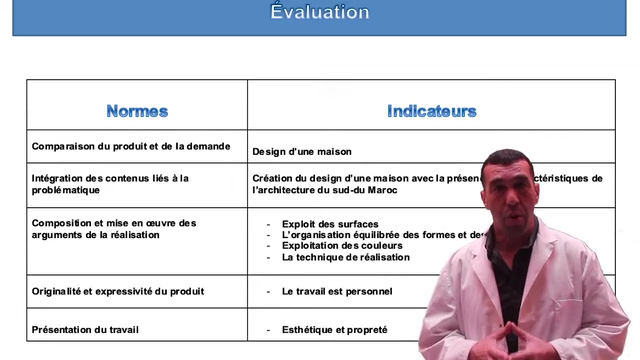 Évaluation
Normes
Indicateurs
Comparaison du produit et de la demande
Design d'une maison
Intégration des contenus liés à la
problématique
Création du design d'une maison avec la
ctéristiques de
l'architecture du sud-du Maroc
Composition et mise en œuvre des
arguments de la réalisation
- Exploit des surfaces
- L'organisation équilibrée des formes et
- Exploitation des couleurs
- La technique de réalisation
Originalité et expressivité du produit
- Le travail est personnel
Présentation du travail
- Esthétique et propreté